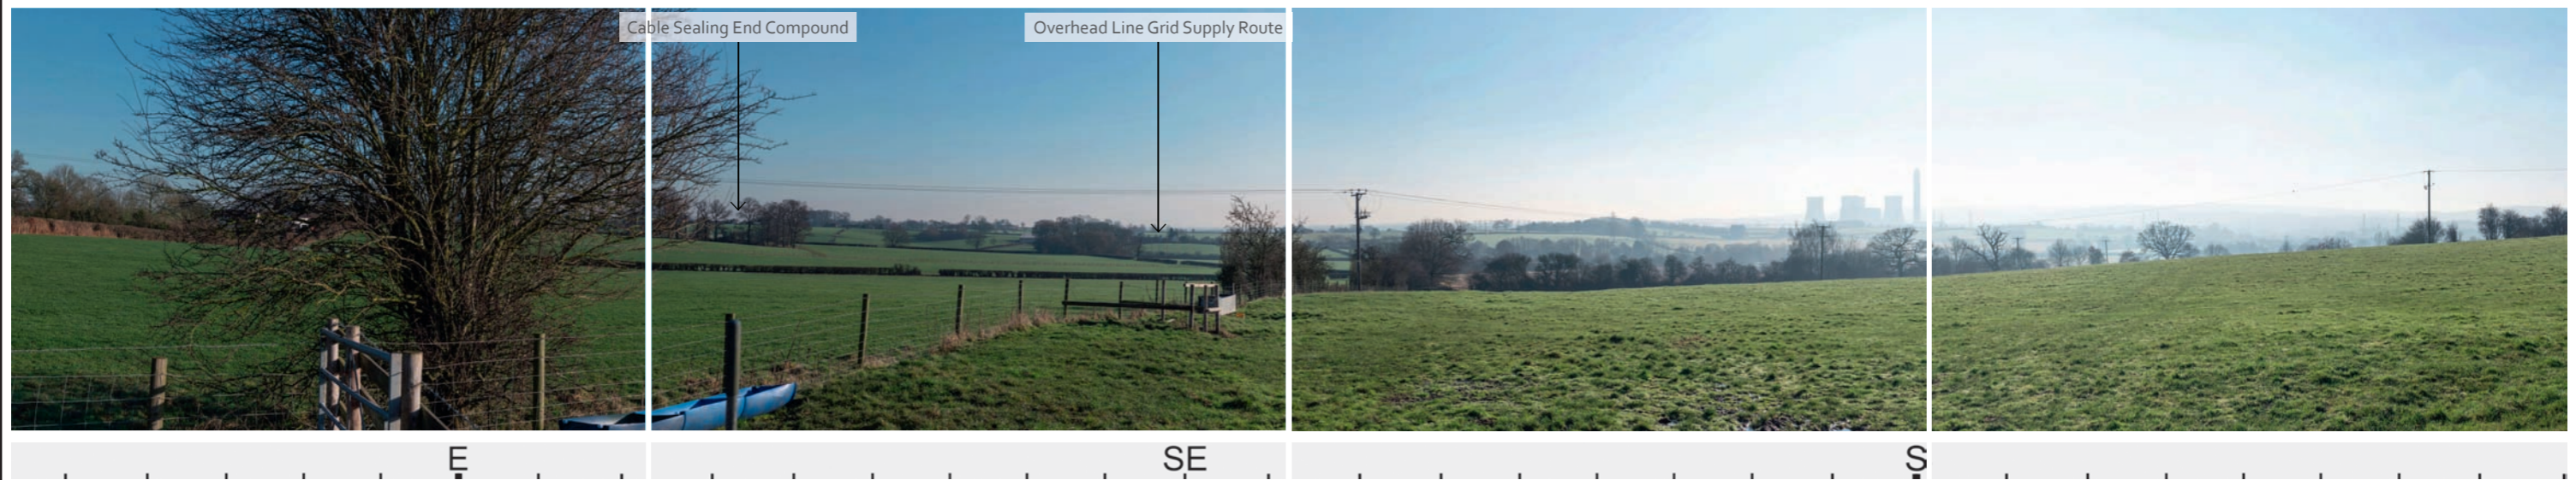 Cable Sealing End Compound
Overhead Line Grid Supply Route
E
SE
S